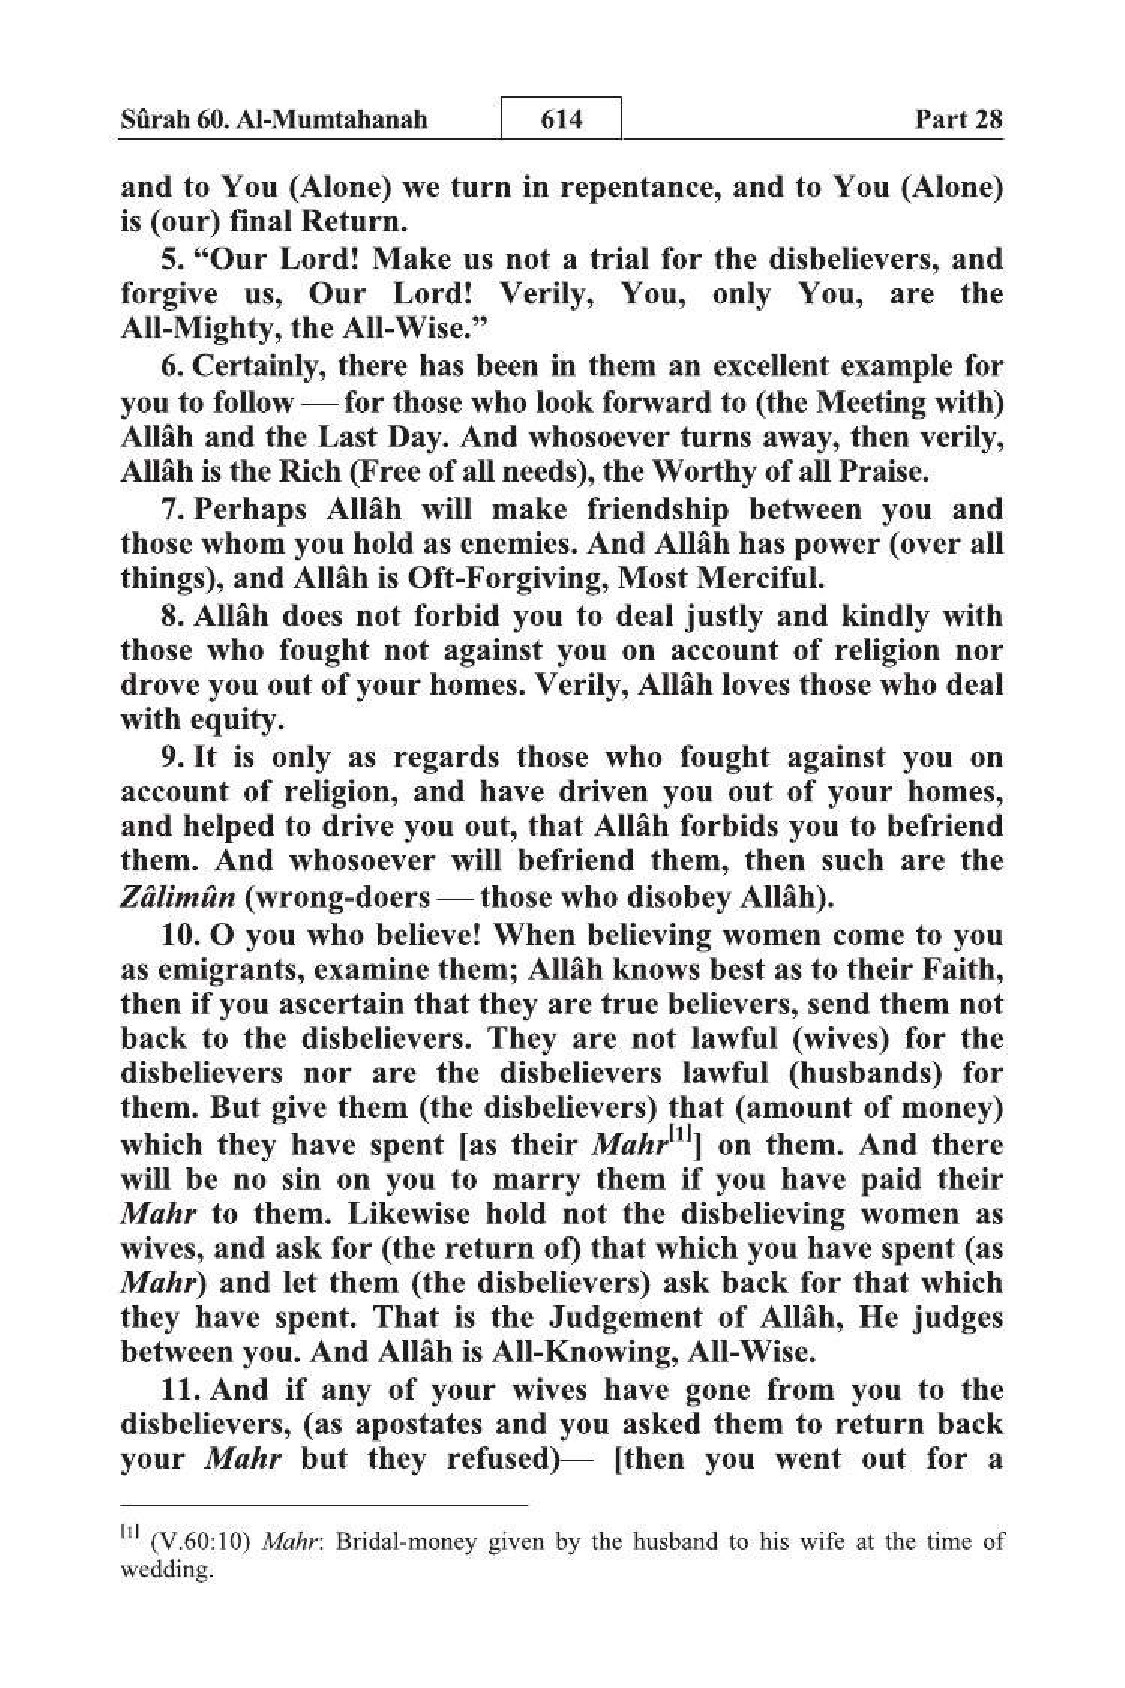 Sûrah 60. Al-Mumtahanah 614 Part 28
and to You (Alone) we turn in repentance, and to You (Alone)
is (our) final Return.
5. “Our Lord! Make us not a trial for the disbelievers, and
forgive us, Our Lord! Verily, You, only You, are the
All-Mighty, the All-Wise.”
6. Certainly, there has been in them an excellent example for
you to follow — for those who look forward to (the Meeting with)
Allâh and the Last Day. And whosoever turns away, then verily,
Allâh is the Rich (Free of all needs), the Worthy of all Praise.
7. Perhaps Allâh will make friendship between you and
those whom you hold as enemies. And Allâh has power (over all
things), and Allâh is Oft-Forgiving, Most Merciful.
8. Allâh does not forbid you to deal justly and kindly with
those who fought not against you on account of religion nor
drove you out of your homes. Verily, Allâh loves those who deal
with equity.
9. It is only as regards those who fought against you on
account of religion, and have driven you out of your homes,
and helped to drive you out, that Allâh forbids you to befriend
them. And whosoever will befriend them, then such are the
Zâlimûn (wrong-doers — those who disobey Allâh).
10. O you who believe! When believing women come to you
as emigrants, examine them; Allâh knows best as to their Faith,
then if you ascertain that they are true believers, send them not
back to the disbelievers. They are not lawful (wives) for the
disbelievers nor are the disbelievers lawful (husbands) for
them. But give them (the disbelievers) that (amount of money)
which they have spent [as their Mahr[1]] on them. And there
will be no sin on you to marry them if you have paid their
Mahr to them. Likewise hold not the disbelieving women as
wives, and ask for (the return of) that which you have spent (as
Mahr) and let them (the disbelievers) ask back for that which
they have spent. That is the Judgement of Allâh, He judges
between you. And Allâh is All-Knowing, All-Wise.
11. And if any of your wives have gone from you to the
disbelievers, (as apostates and you asked them to return back
your Mahr but they refused)— [then you went out for a
[1] (V.60:10) Mahr: Bridal-money given by the husband to his wife at the time of
wedding.